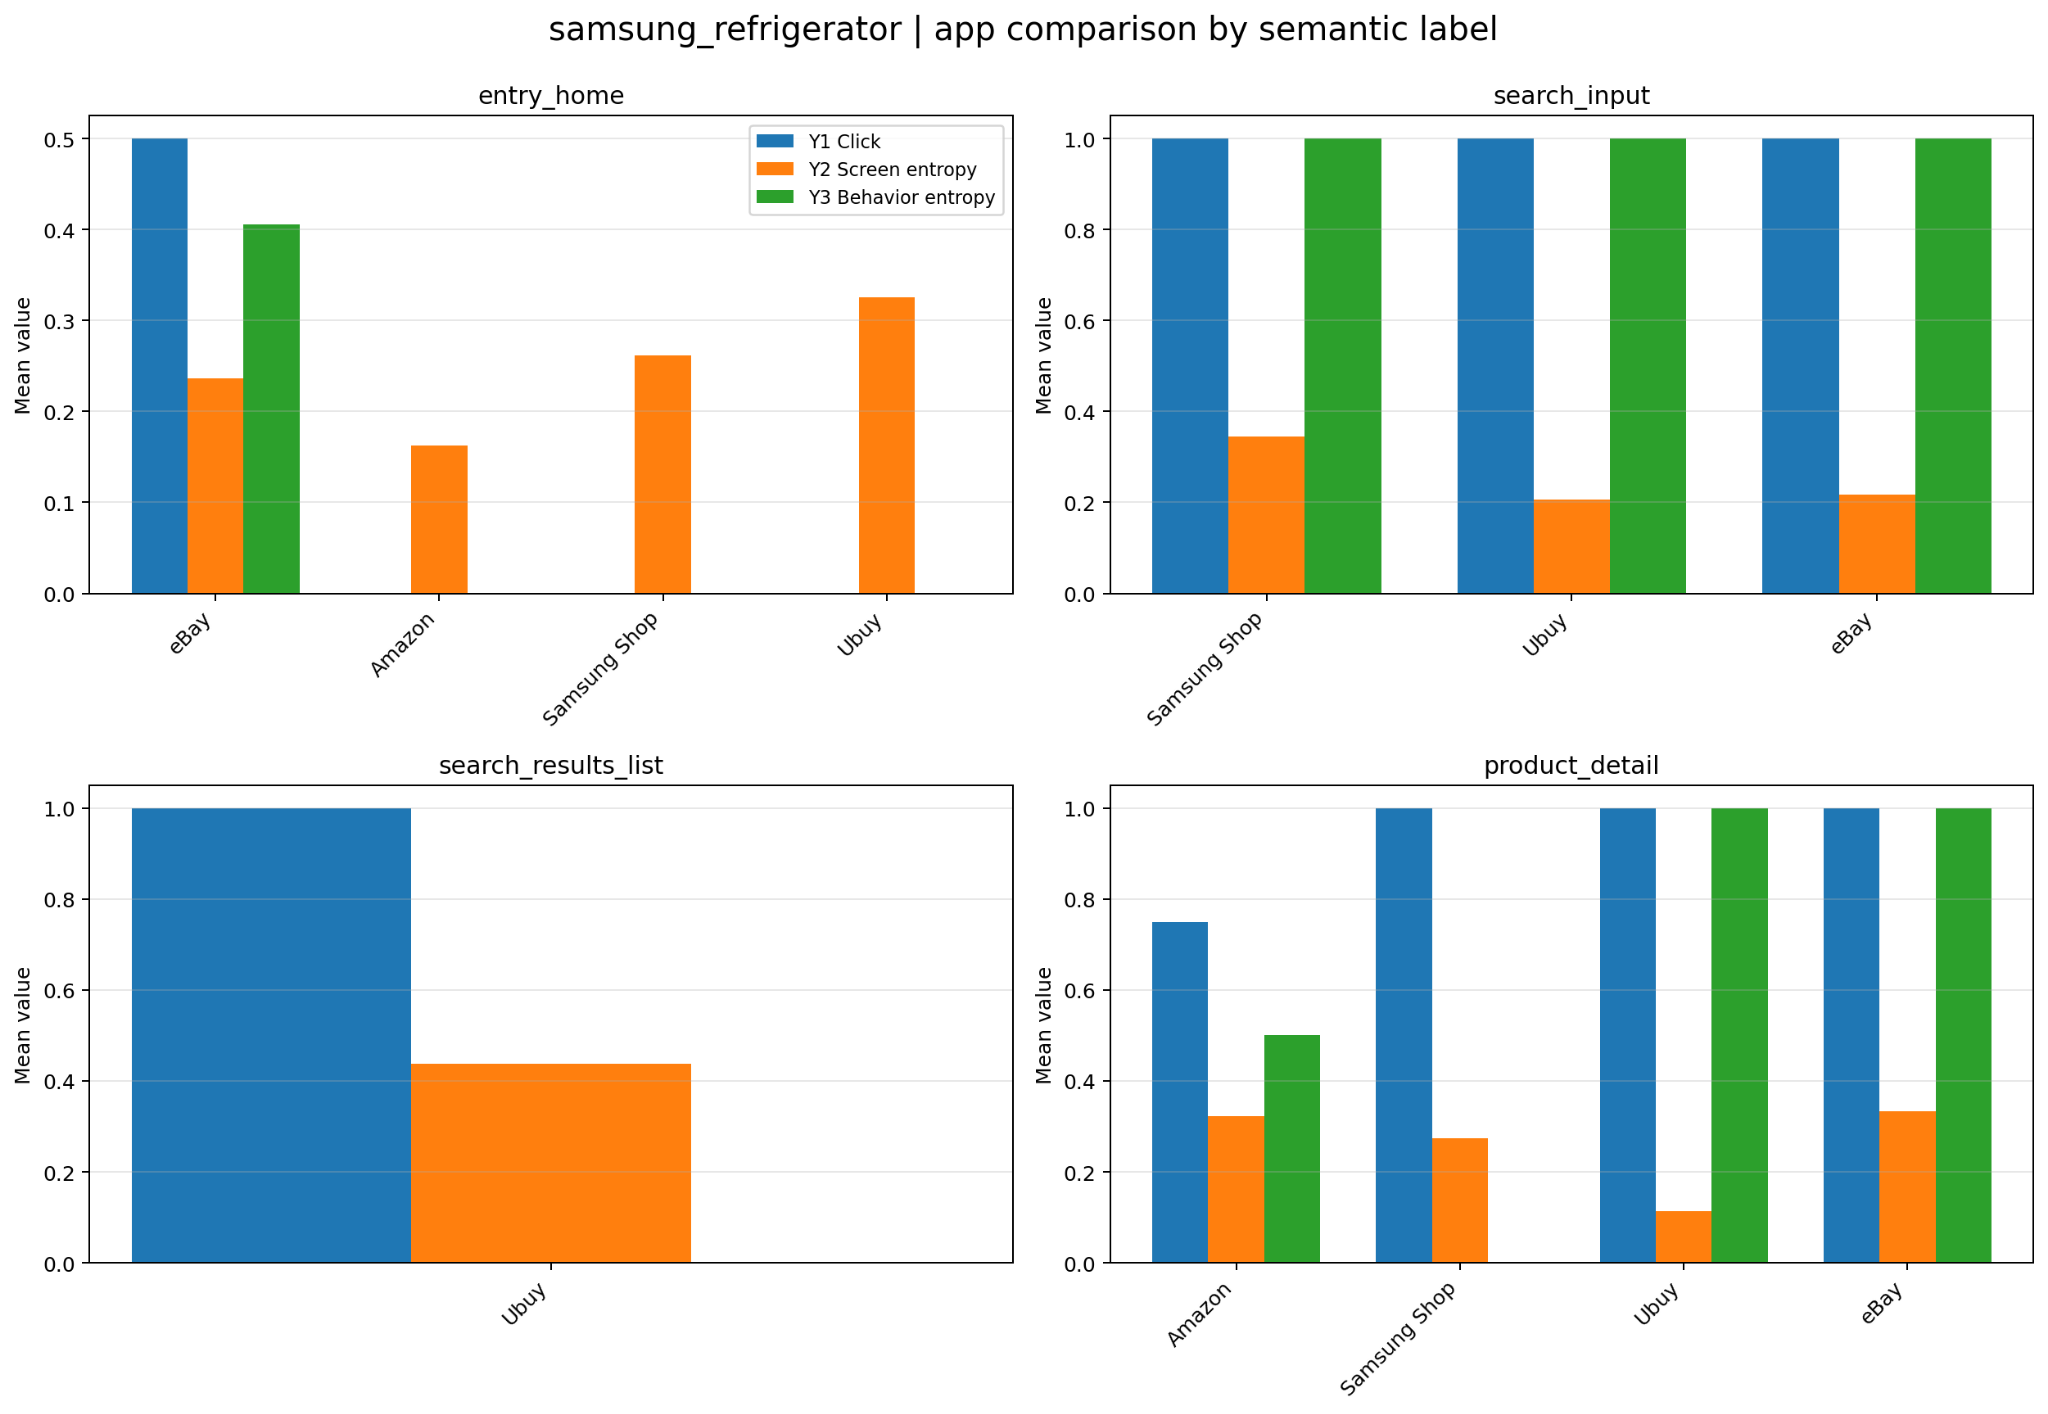 samsung_refrigerator | app comparison by semantic label
entry_home
Mean value
0.5
0.4
0.3
0.2
0.1
0.0
Y1 Click
Y2 Screen entropy
Y3 Behavior entropy
eBay
Amazon
Samsung Shop
Ubuy
search_input
Mean value
1.0
0.8
0.6
0.4
0.2
0.0
Samsung Shop
Ubuy
eBay
search_results_list
Mean value
1.0
0.8
0.6
0.4
0.2
0.0
Ubuy
product_detail
Mean value
1.0
0.8
0.6
0.4
0.2
0.0
Amazon
Samsung Shop
Ubuy
eBay